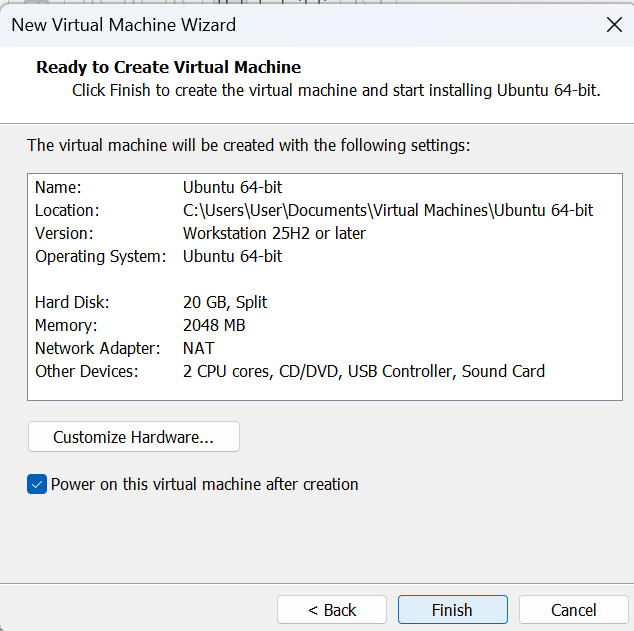 New Virtual Machine Wizard
Ready to Create Virtual Machine
Click Finish to create the virtual machine and start installing Ubuntu 64-bit.
The virtual machine will be created with the following settings:
Name: Ubuntu 64-bit
Location: C:\Users\User\Documents\Virtual Machines\Ubuntu 64-bit
Version: Workstation 25H2 or later
Operating System: Ubuntu 64-bit
Hard Disk: 20 GB, Split
Memory: 2048 MB
Network Adapter: NAT
Other Devices: 2 CPU cores, CD/DVD, USB Controller, Sound Card
Customize Hardware...
Power on this virtual machine after creation
< Back Finish Cancel